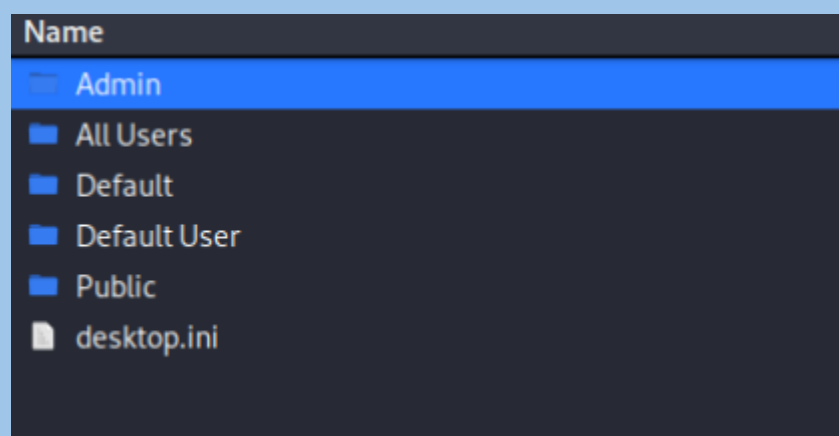 Name
Admin
All Users
Default
Default User
Public
desktop.ini